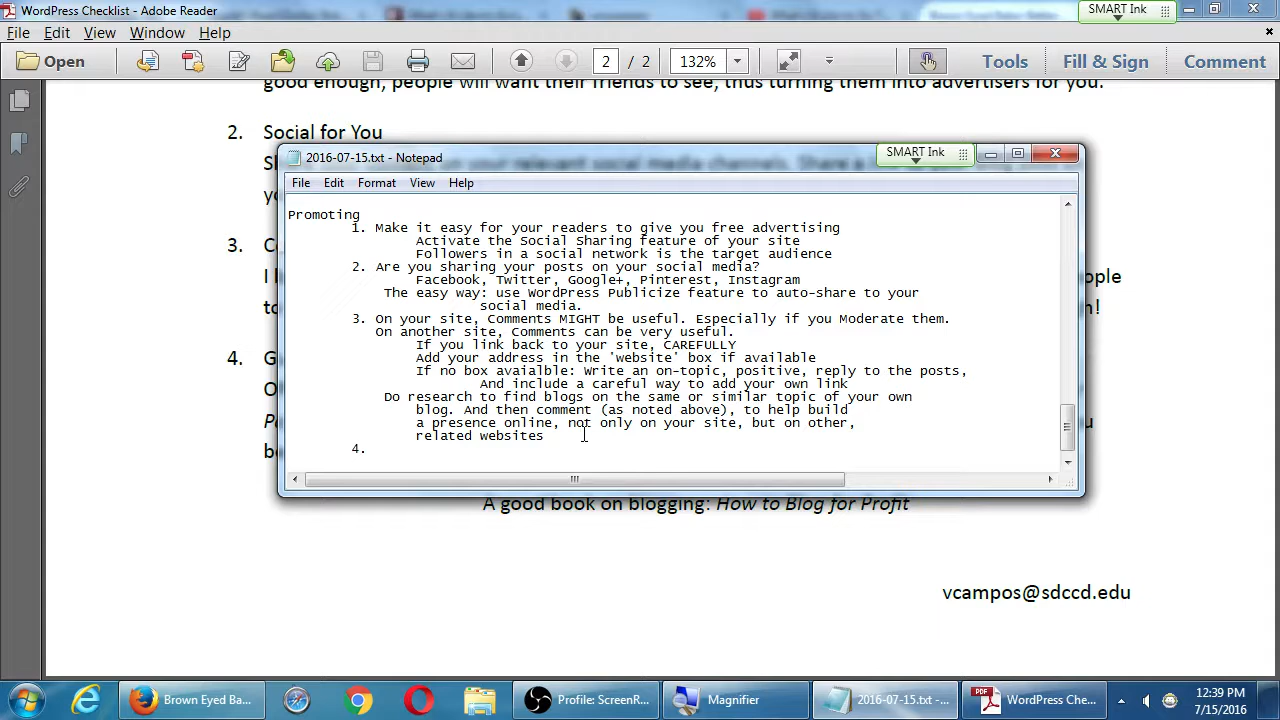 WordPress Checklist - Adobe Reader
SMART Ink
File Edit View Window Help
Open 2 / 2 132% Tools Fill & Sign Comment
good enough, people will want their friends to see, thus turning them into advertisers for you.
2. Social for You
2016-07-15.txt - Notepad SMART Ink
File Edit Format View Help
Promoting
1. Make it easy for your readers to give you free advertising
Activate the Social Sharing feature of your site
Followers in a social network is the target audience
2. Are you sharing your posts on your social media?
Facebook, Twitter, Google+, Pinterest, Instagram
The easy way: use WordPress Publicize feature to auto-share to your
social media.
3. On your site, Comments MIGHT be useful. Especially if you Moderate them.
On another site, Comments can be very useful.
If you link back to your site, CAREFULLY
Add your address in the 'website' box if available
If no box avaialble: Write an on-topic, positive, reply to the posts,
And include a careful way to add your own link
Do research to find blogs on the same or similar topic of your own
blog. And then comment (as noted above), to help build
a presence online, not only on your site, but on other,
related websites
4.
3.
4.
A good book on blogging: How to Blog for Profit
vcampos@sdccd.edu
Brown Eyed Ba... Profile: ScreenR... Magnifier 2016-07-15.txt -... WordPress Che... 12:39 PM
7/15/2016